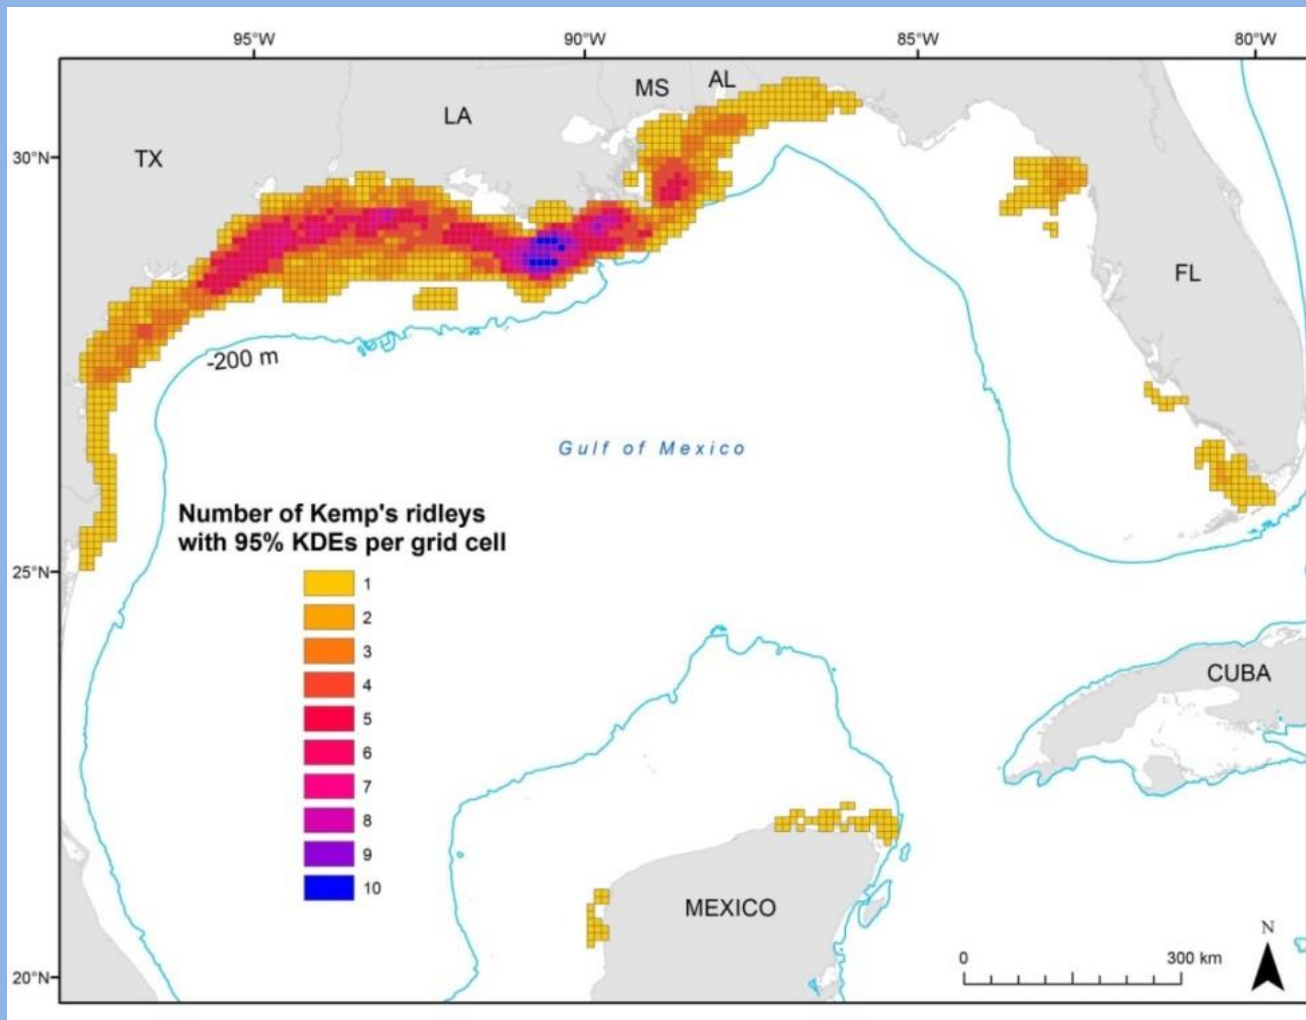 95°W
90°W
85°W
80°W
MS
AL
LA
TX
30°N
FL
-200 m
Gulf of Mexico
Number of Kemp's ridleys
with 95% KDEs per grid cell
25°N
1
2
3
4
5
6
7
8
9
10
CUBA
MEXICO
N
0
300 km
20°N